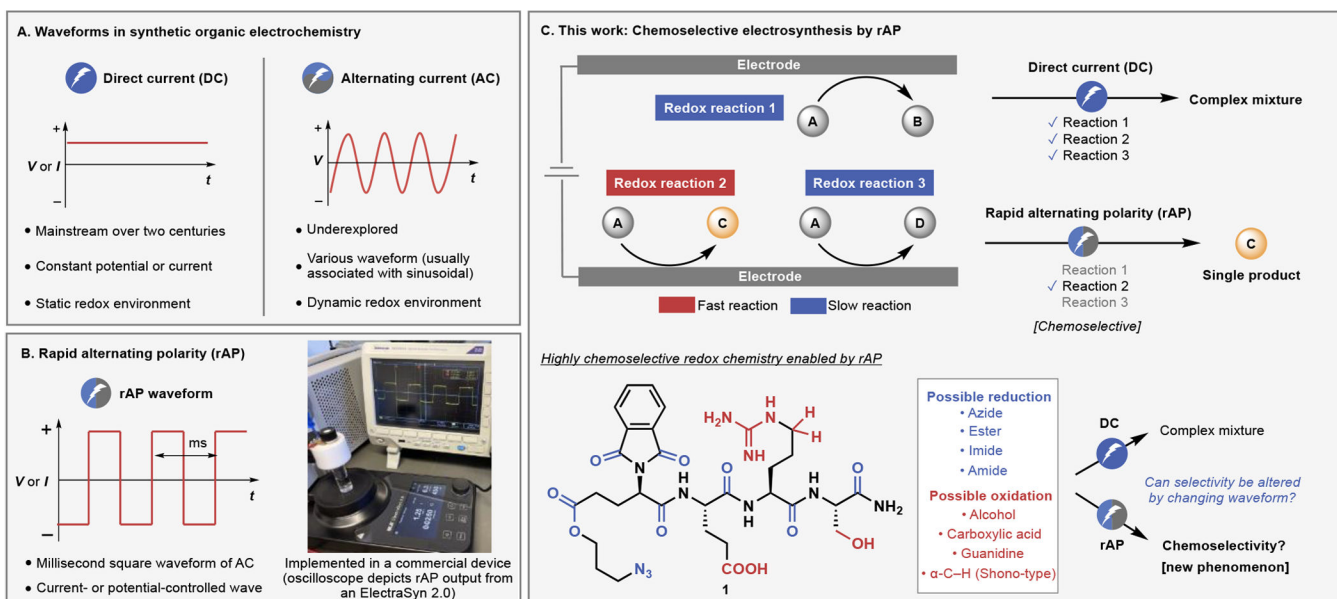 A. Waveforms in synthetic organic electrochemistry
Direct current (DC)
+
V or I
t
−
• Mainstream over two centuries
• Constant potential or current
• Static redox environment
Alternating current (AC)
+
V
t
−
• Underexplored
• Various waveform (usually
associated with sinusoidal)
• Dynamic redox environment
B. Rapid alternating polarity (rAP)
rAP waveform
+
ms
V or I
t
−
• Millisecond square waveform of AC
• Current- or potential-controlled wave
Implemented in a commercial device
(oscilloscope depicts rAP output from
an ElectraSyn 2.0)
C. This work: Chemoselective electrosynthesis by rAP
Electrode
Redox reaction 1
A
B
Redox reaction 2
Redox reaction 3
A
C
A
D
Electrode
Fast reaction
Slow reaction
Direct current (DC)
Complex mixture
✓ Reaction 1
✓ Reaction 2
✓ Reaction 3
Rapid alternating polarity (rAP)
C
Single product
Reaction 1
✓ Reaction 2
Reaction 3
[Chemoselective]
Highly chemoselective redox chemistry enabled by rAP
H
H2N
N
H
NH
H
O
N
O
O
H
N
O
H
N
O
NH2
O
O
N
H
O
N
H
O
OH
N3
COOH
1
Possible reduction
• Azide
• Ester
• Imide
• Amide
Possible oxidation
• Alcohol
• Carboxylic acid
• Guanidine
• α-C–H (Shono-type)
DC
Complex mixture
Can selectivity be altered
by changing waveform?
rAP
Chemoselectivity?
[new phenomenon]